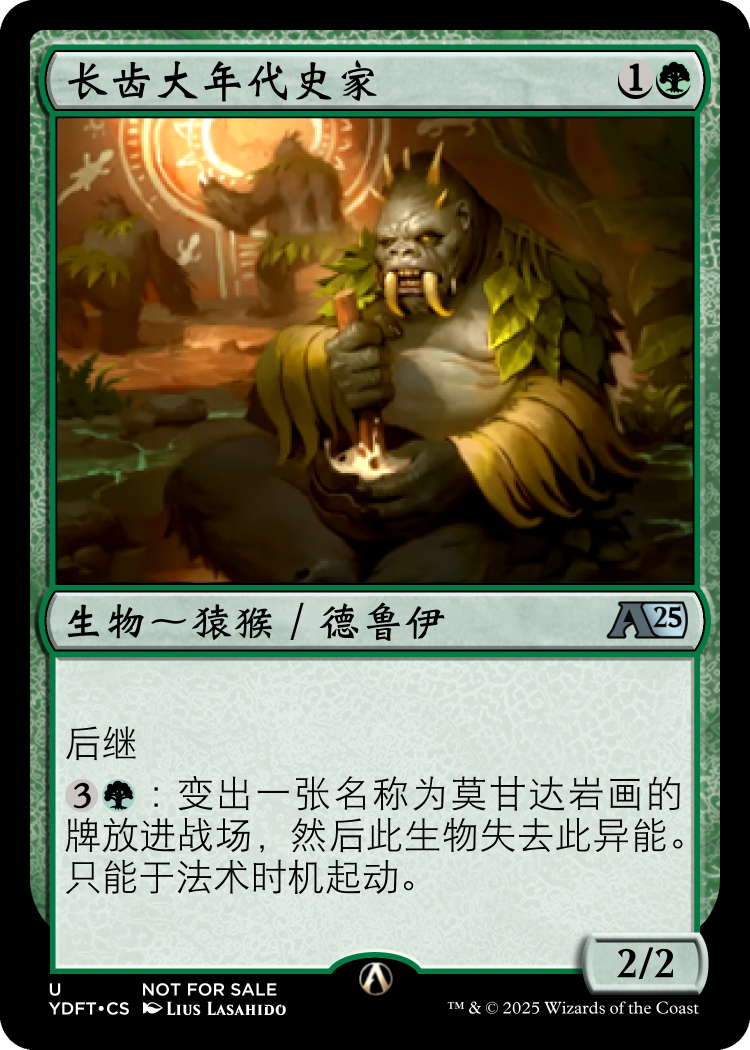 长齿大年代史家 1
生物～猿猴 / 德鲁伊 A25
后继
3 : 变出一张名称为莫甘达岩画的
牌放进战场，然后此生物失去此异能。
只能于法术时机起动。
2/2
U NOT FOR SALE
YDFT•CS LIUS LASAHIDO ™ & © 2025 Wizards of the Coast